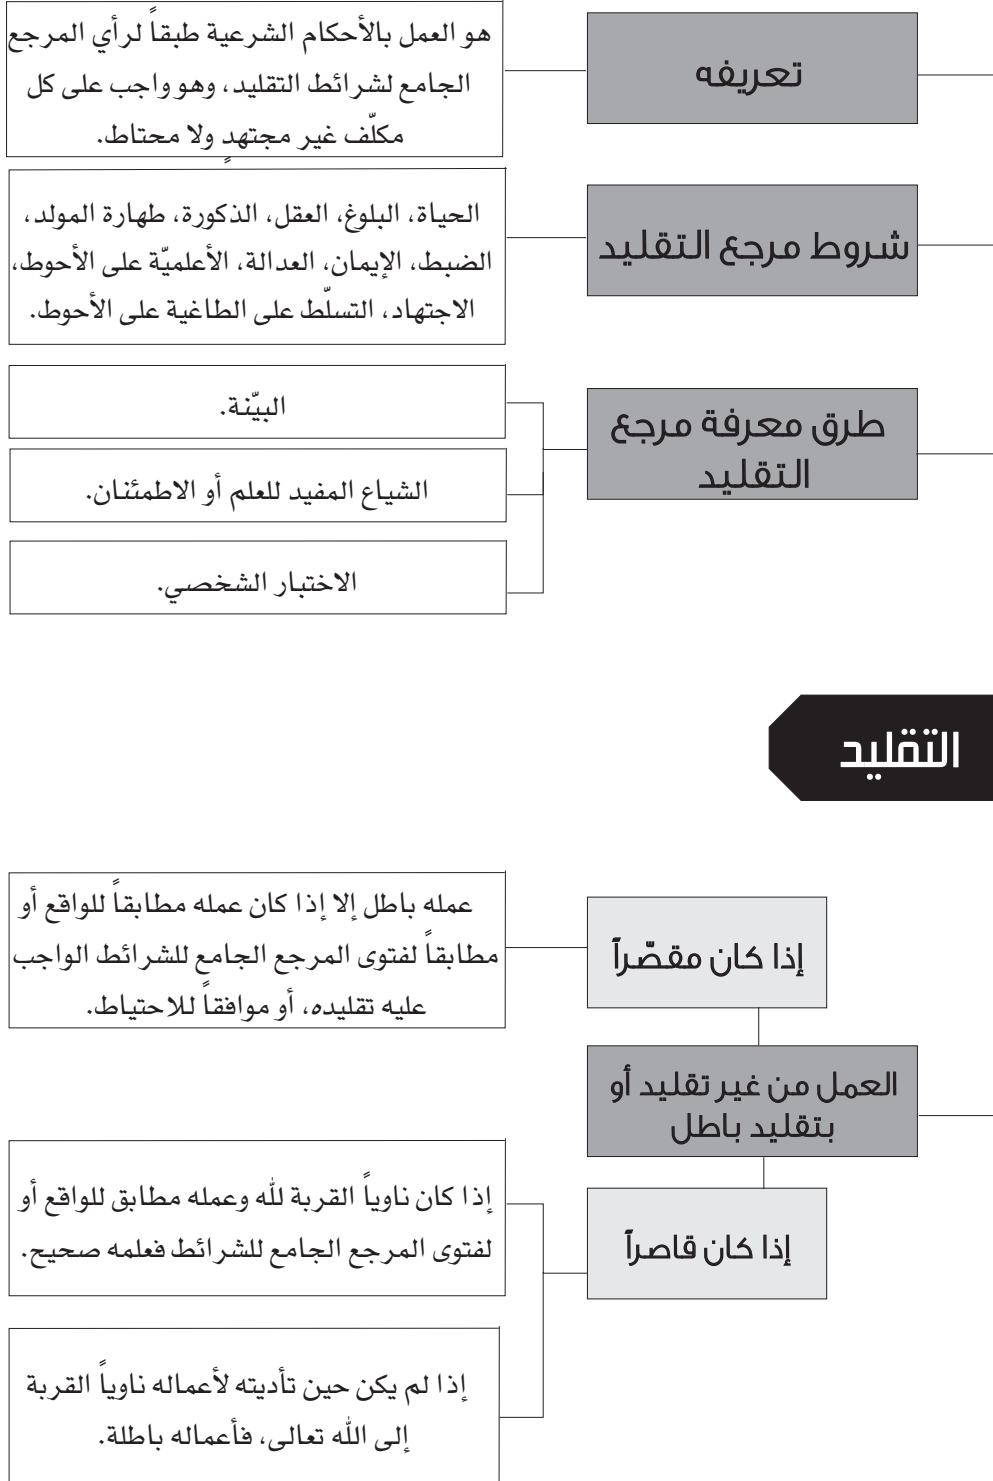 تعريفه
هو العمل بالأحكام الشرعية طبقاً لرأي المرجع
الجامع لشرائط التقليد، وهو واجب على كل
مكلّف غير مجتهدٍ ولا محتاط.
شروط مرجع التقليد
الحياة، البلوغ، العقل، الذكورة، طهارة المولد،
الضبط، الإيمان، العدالة، الأعلميّة على الأحوط،
الاجتهاد، التسلّط على الطاغية على الأحوط.
طرق معرفة مرجع
التقليد
البيّنة.
الشياع المفيد للعلم أو الاطمئنان.
الاختبار الشخصي.
التقليد
إذا كان مقصّراً
عمله باطل إلا إذا كان عمله مطابقاً للواقع أو
مطابقاً لفتوى المرجع الجامع للشرائط الواجب
عليه تقليده، أو موافقاً للاحتياط.
العمل من غير تقليد أو
بتقليد باطل
إذا كان قاصراً
إذا كان ناوياً القربة لله وعمله مطابق للواقع أو
لفتوى المرجع الجامع للشرائط فعلمه صحيح.
إذا لم يكن حين تأديته لأعماله ناوياً القربة
إلى الله تعالى، فأعماله باطلة.